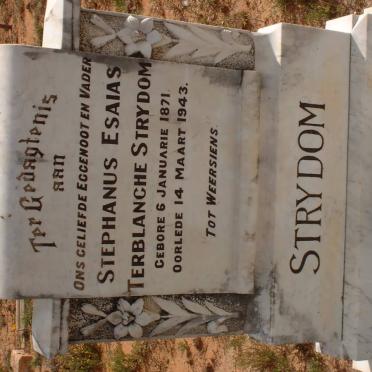 Ter Gedagtenis
aan
ONS GELIEFDE EGGENOOT EN VADER
STEPHANUS ESAIAS
TERBLANCHE STRYDOM
GEBORE 6 JANUARIE 1871.
OORLEDE 14 MAART 1943.
TOT WEERSIENS.
STRYDOM